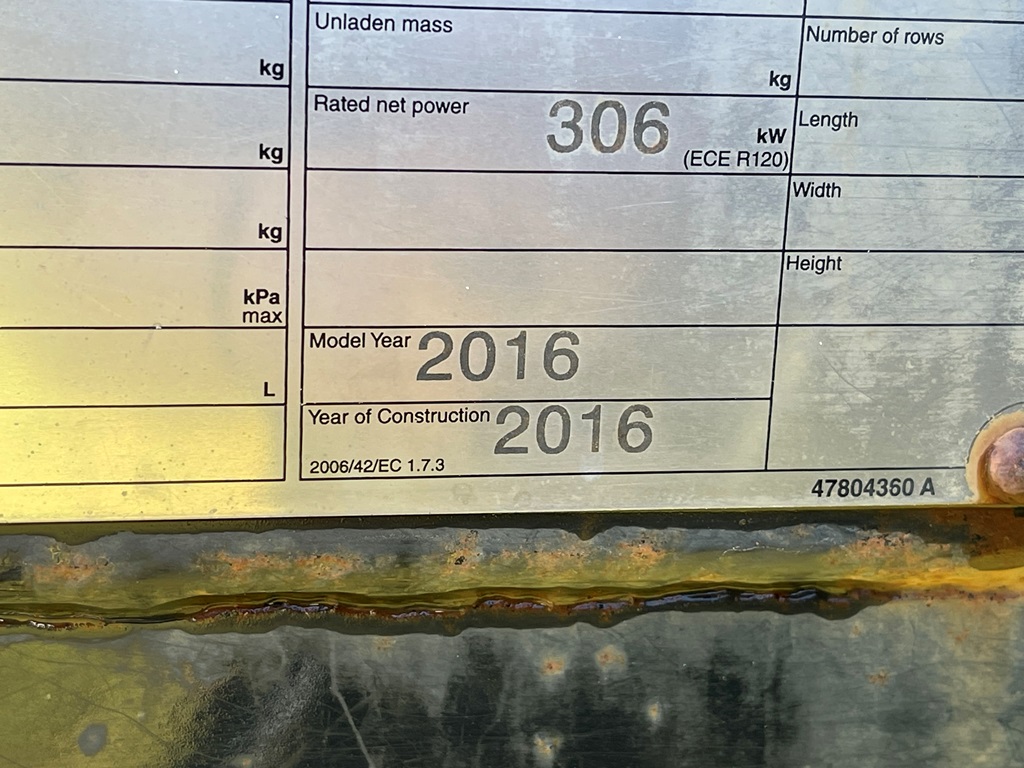 Unladen mass
kg
Number of rows
kg
Rated net power 306 kW
(ECE R120)
Length
kg
Width
kg
Height
kPa
max
Model Year 2016
L
Year of Construction 2016
2006/42/EC 1.7.3
47804360 A